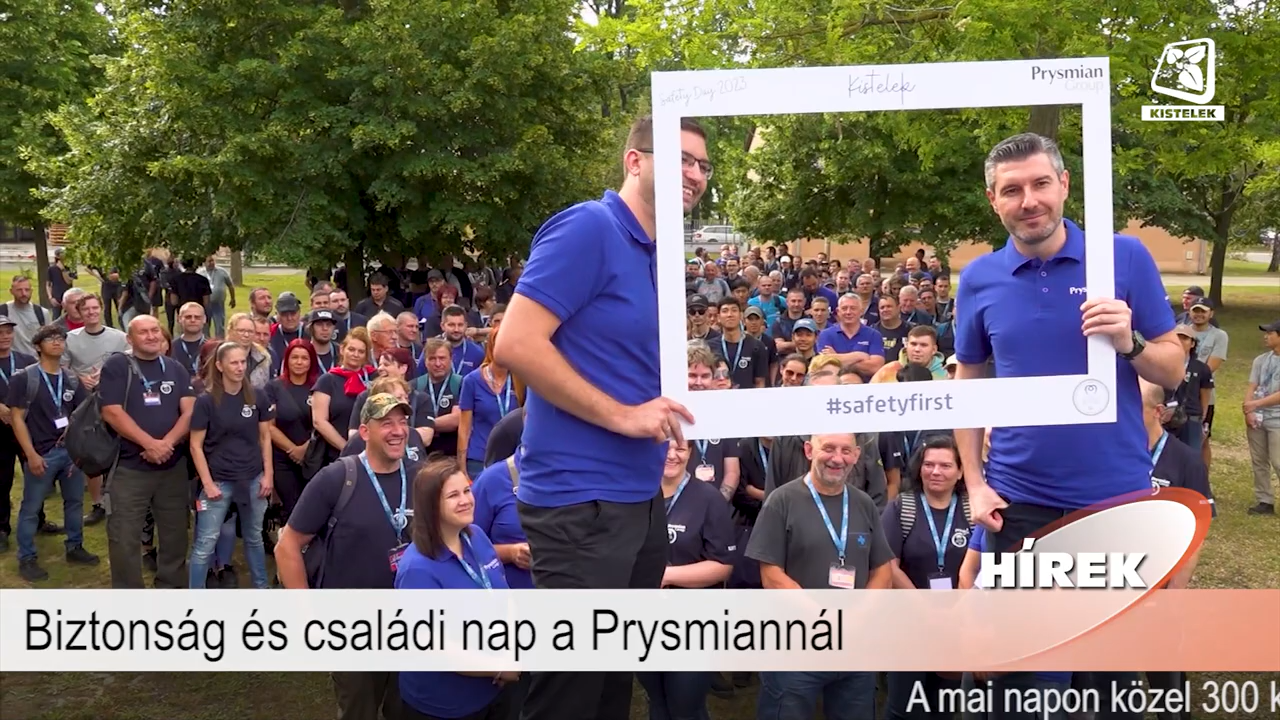 Safety Day 2023
Kistelek
Prysmian
Group
KISTELEK
#safetyfirst
HÍREK
Biztonság és családi nap a Prysmiannál
A mai napon közel 300 k